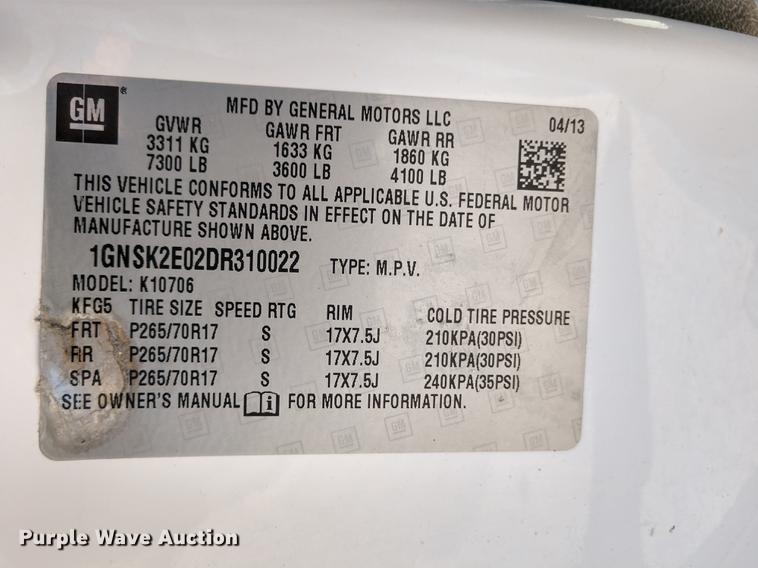 GM®
MFD BY GENERAL MOTORS LLC 04/13
GVWR GAWR FRT GAWR RR
3311 KG 1633 KG 1860 KG
7300 LB 3600 LB 4100 LB
THIS VEHICLE CONFORMS TO ALL APPLICABLE U.S. FEDERAL MOTOR
VEHICLE SAFETY STANDARDS IN EFFECT ON THE DATE OF
MANUFACTURE SHOWN ABOVE.
1GNSK2E02DR310022 TYPE: M.P.V.
MODEL: K10706
KFG5 TIRE SIZE SPEED RTG RIM COLD TIRE PRESSURE
FRT P265/70R17 S 17X7.5J 210KPA(30PSI)
RR P265/70R17 S 17X7.5J 210KPA(30PSI)
SPA P265/70R17 S 17X7.5J 240KPA(35PSI)
SEE OWNER'S MANUAL i FOR MORE INFORMATION.
Purple Wave Auction